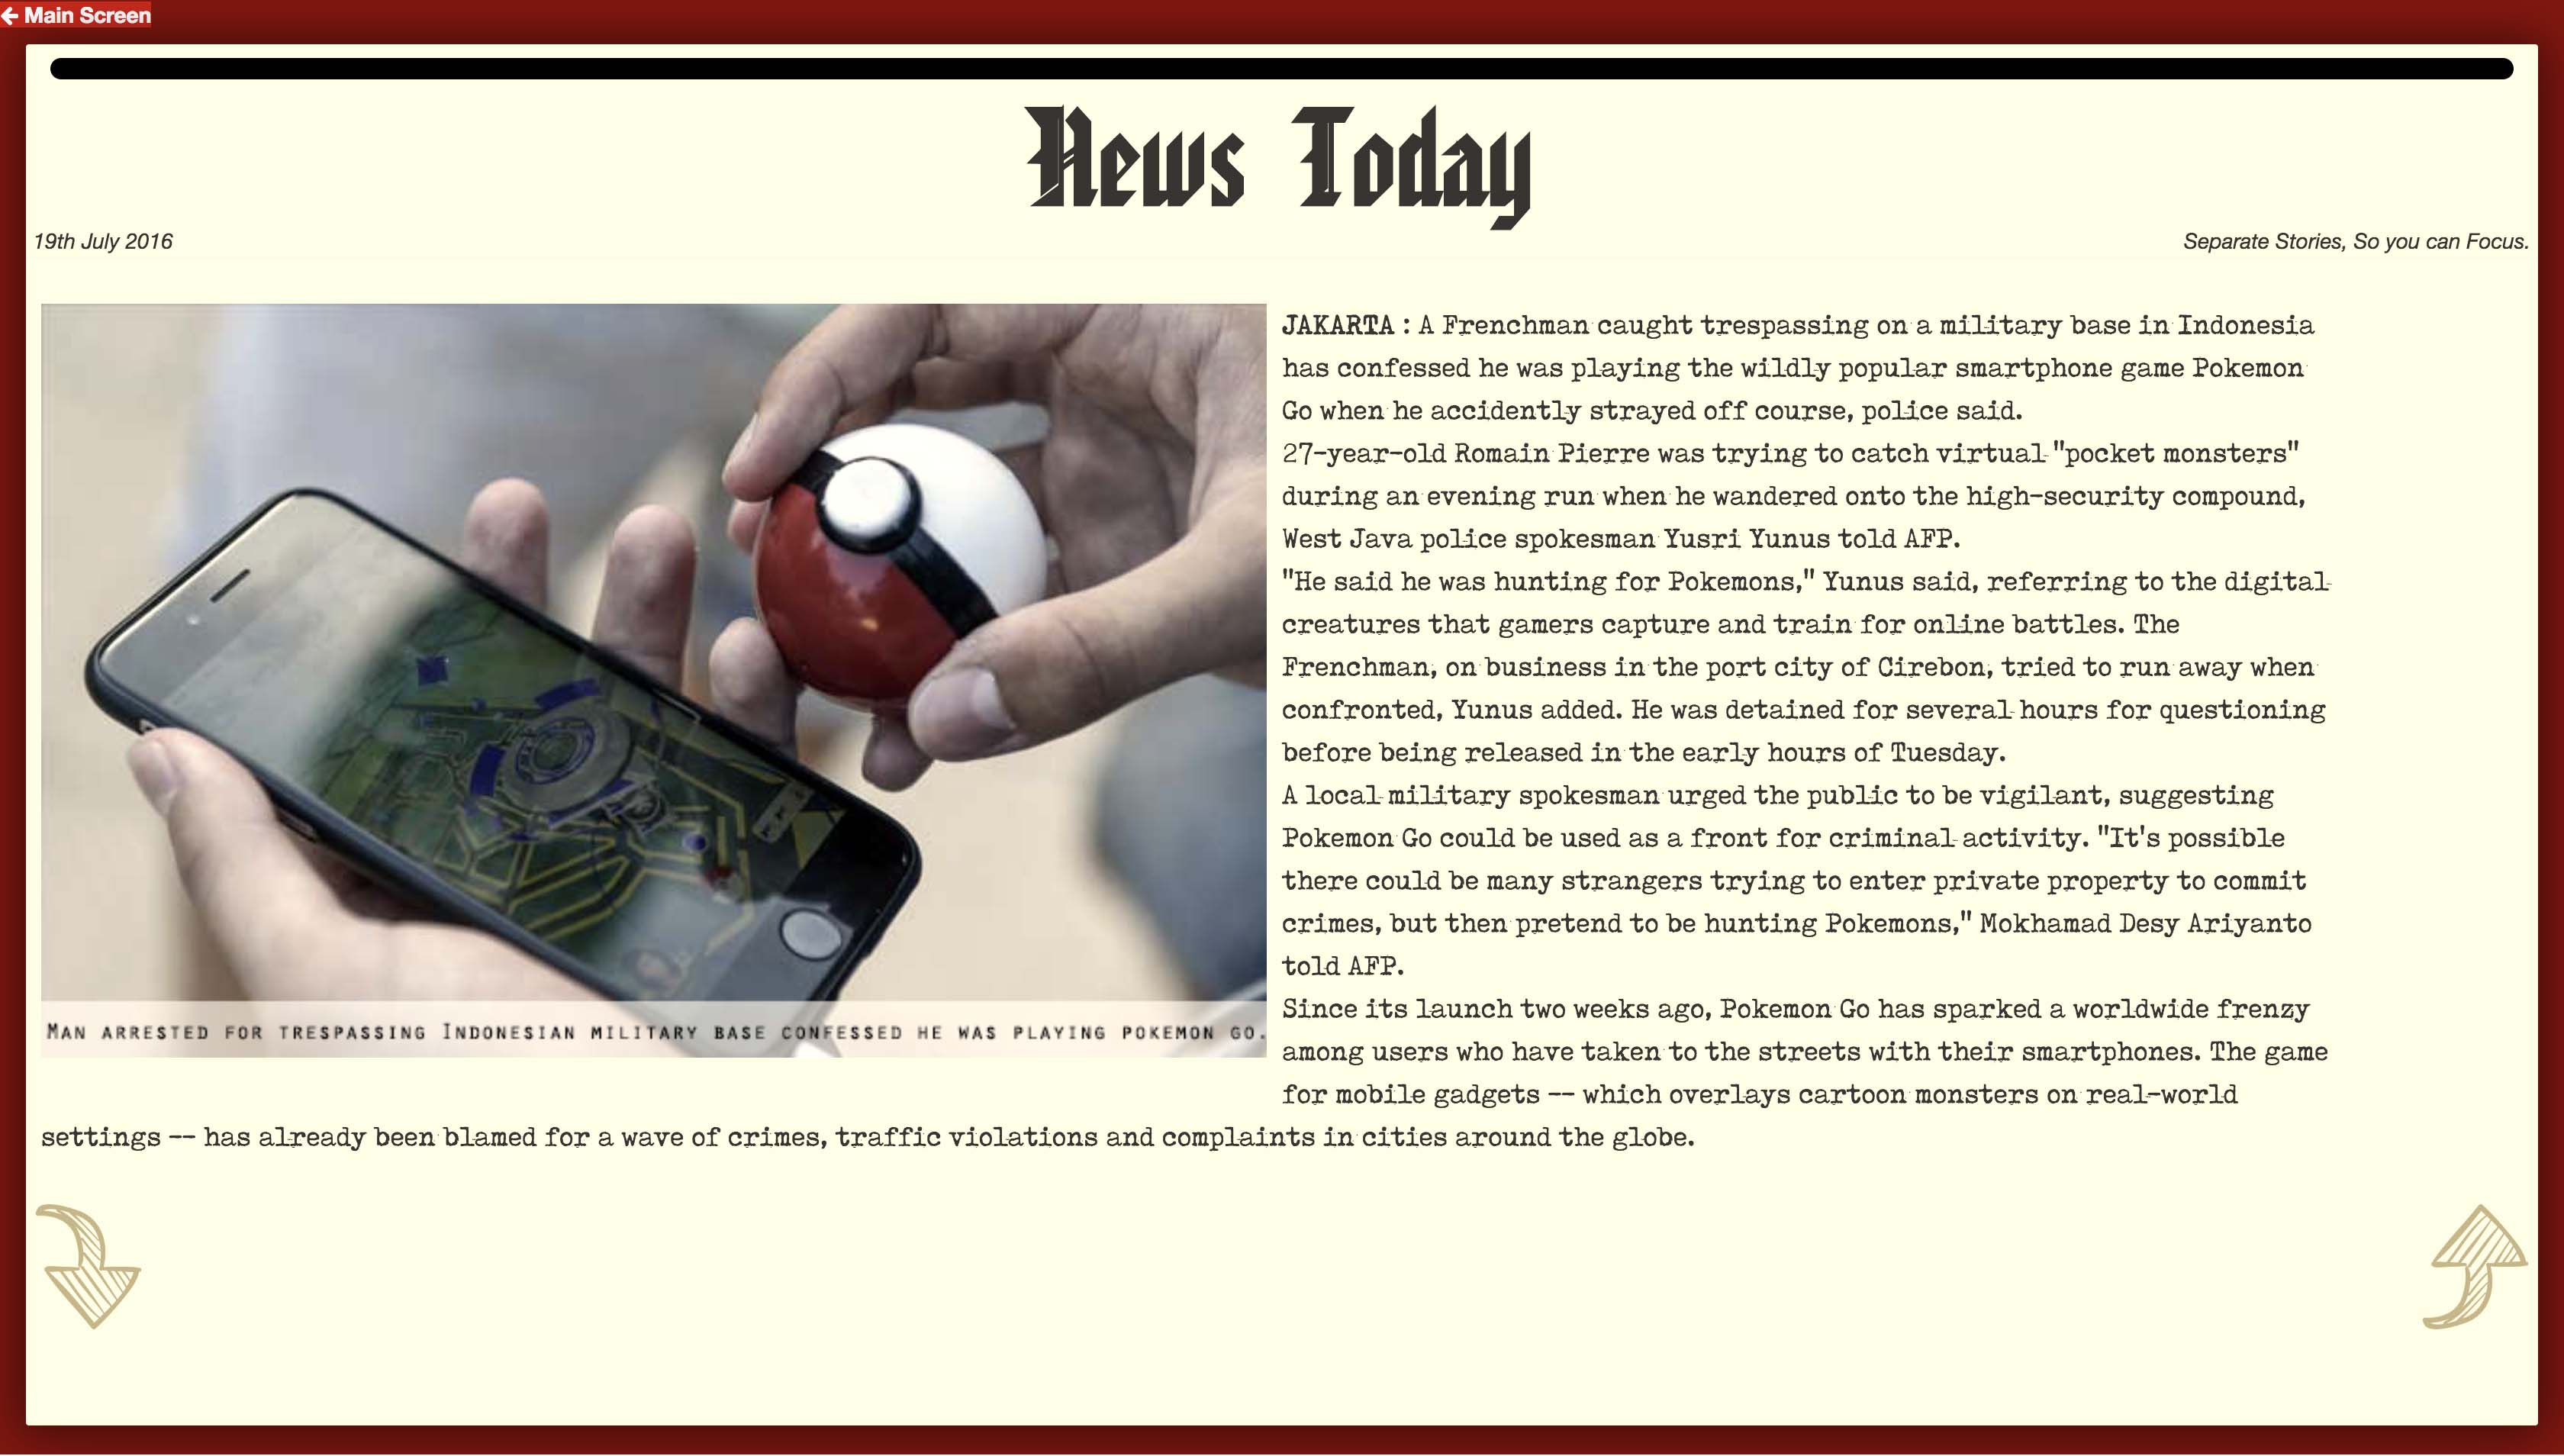 ← Main Screen
News Today
19th July 2016
Separate Stories, So you can Focus.
JAKARTA : A Frenchman caught trespassing on a military base in Indonesia
has confessed he was playing the wildly popular smartphone game Pokemon
Go when he accidently strayed off course, police said.
27-year-old Romain Pierre was trying to catch virtual "pocket monsters"
during an evening run when he wandered onto the high-security compound,
West Java police spokesman Yusri Yunus told AFP.
"He said he was hunting for Pokemons," Yunus said, referring to the digital
creatures that gamers capture and train for online battles. The
Frenchman, on business in the port city of Cirebon, tried to run away when
confronted, Yunus added. He was detained for several hours for questioning
before being released in the early hours of Tuesday.
A local military spokesman urged the public to be vigilant, suggesting
Pokemon Go could be used as a front for criminal activity. "It's possible
there could be many strangers trying to enter private property to commit
crimes, but then pretend to be hunting Pokemons," Mokhamad Desy Ariyanto
told AFP.
Since its launch two weeks ago, Pokemon Go has sparked a worldwide frenzy
among users who have taken to the streets with their smartphones. The game
for mobile gadgets -- which overlays cartoon monsters on real-world
settings -- has already been blamed for a wave of crimes, traffic violations and complaints in cities around the globe.
Man arrested for trespassing Indonesian military base confessed he was playing pokemon go.